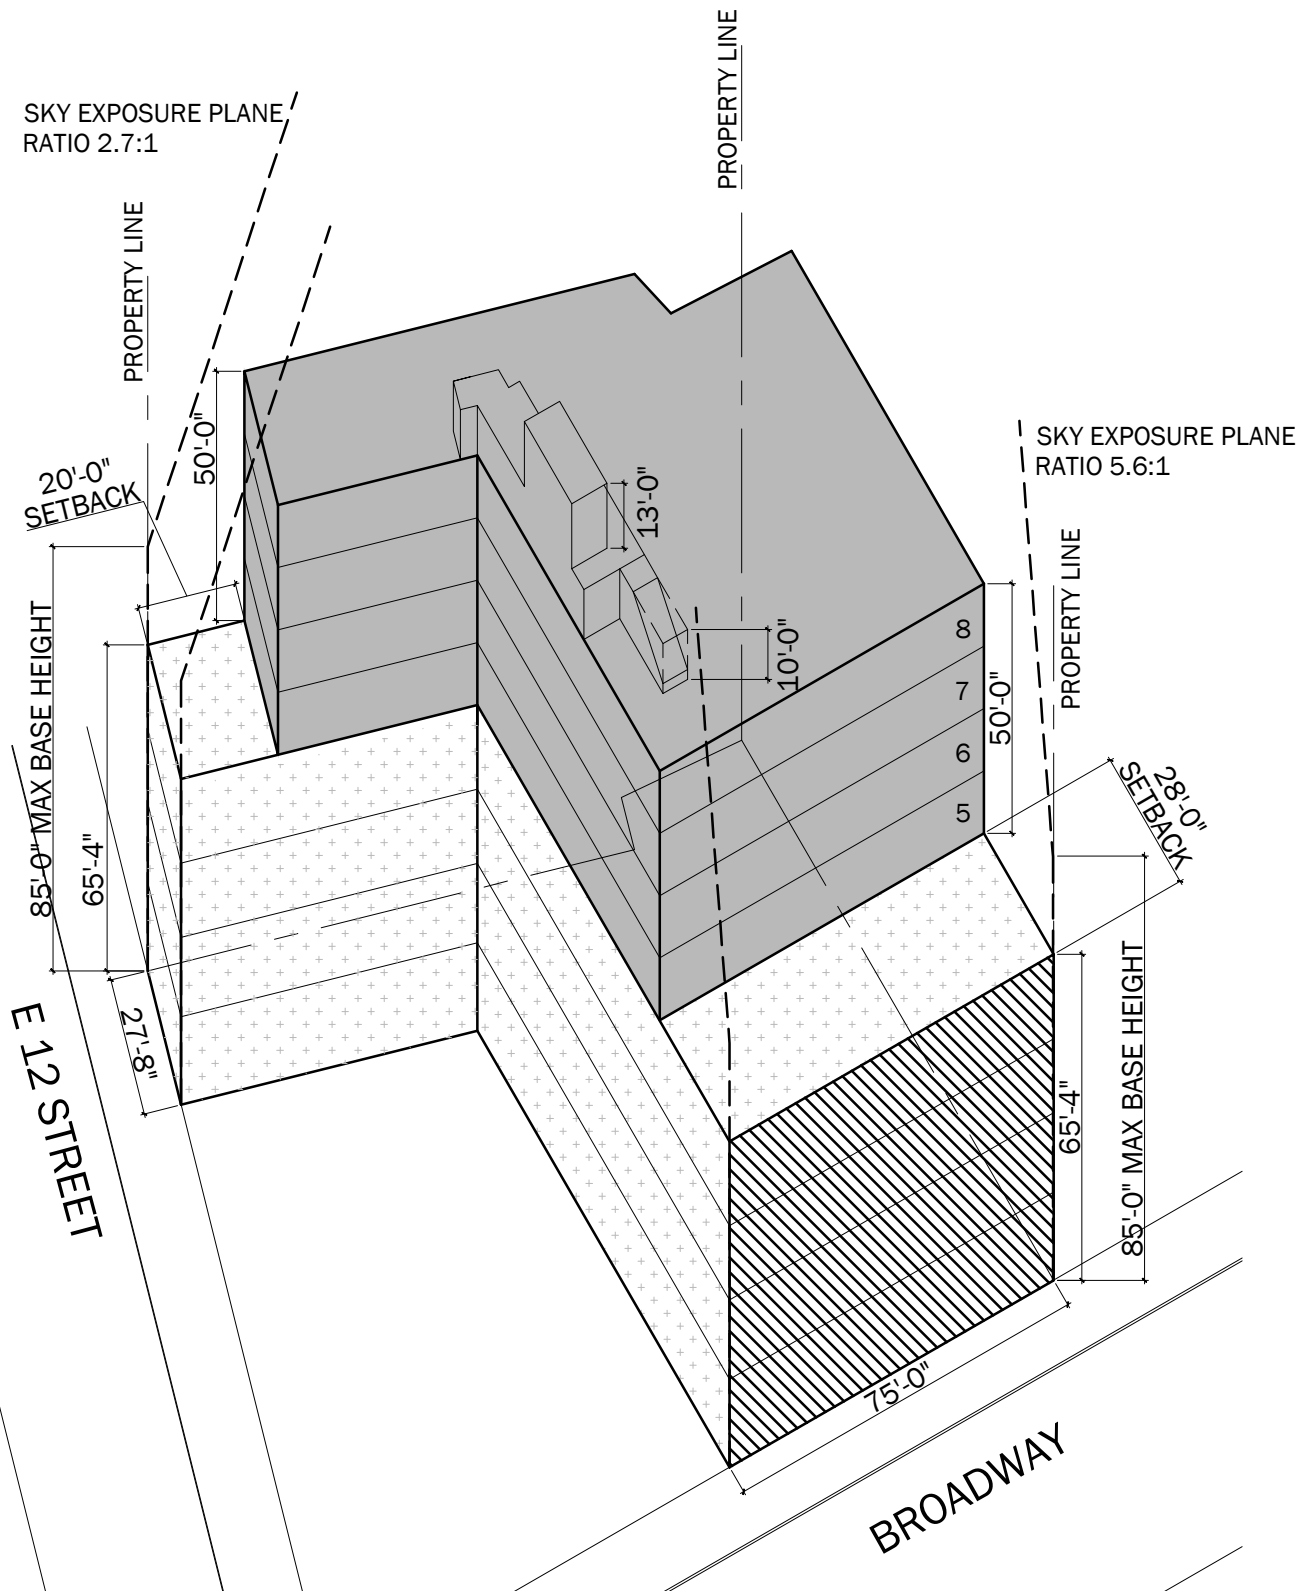 PROPERTY LINE
SKY EXPOSURE PLANE
RATIO 2.7:1
PROPERTY LINE
50'-0"
20'-0"
SETBACK
SKY EXPOSURE PLANE
RATIO 5.6:1
13'-0"
PROPERTY LINE
85'-0" MAX BASE HEIGHT
65'-4"
10'-0"
8
7
6
5
50'-0"
28'-0"
SETBACK
27'-8"
E 12 STREET
65'-4"
85'-0" MAX BASE HEIGHT
75'-0"
BROADWAY